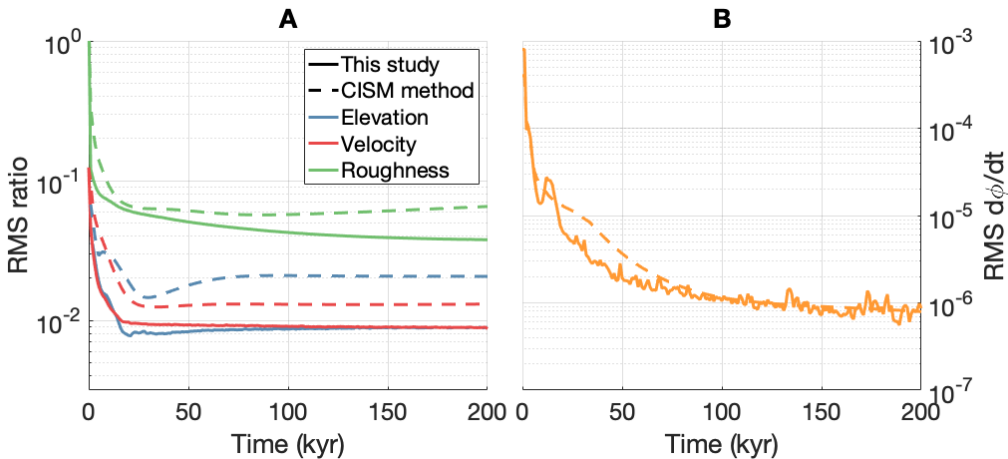 A
B
10⁰
10⁻¹
10⁻²
RMS ratio
This study
CISM method
Elevation
Velocity
Roughness
0
50
100
150
200
Time (kyr)
10⁻³
10⁻⁴
10⁻⁵
10⁻⁶
10⁻⁷
RMS dϕ/dt
0
50
100
150
200
Time (kyr)